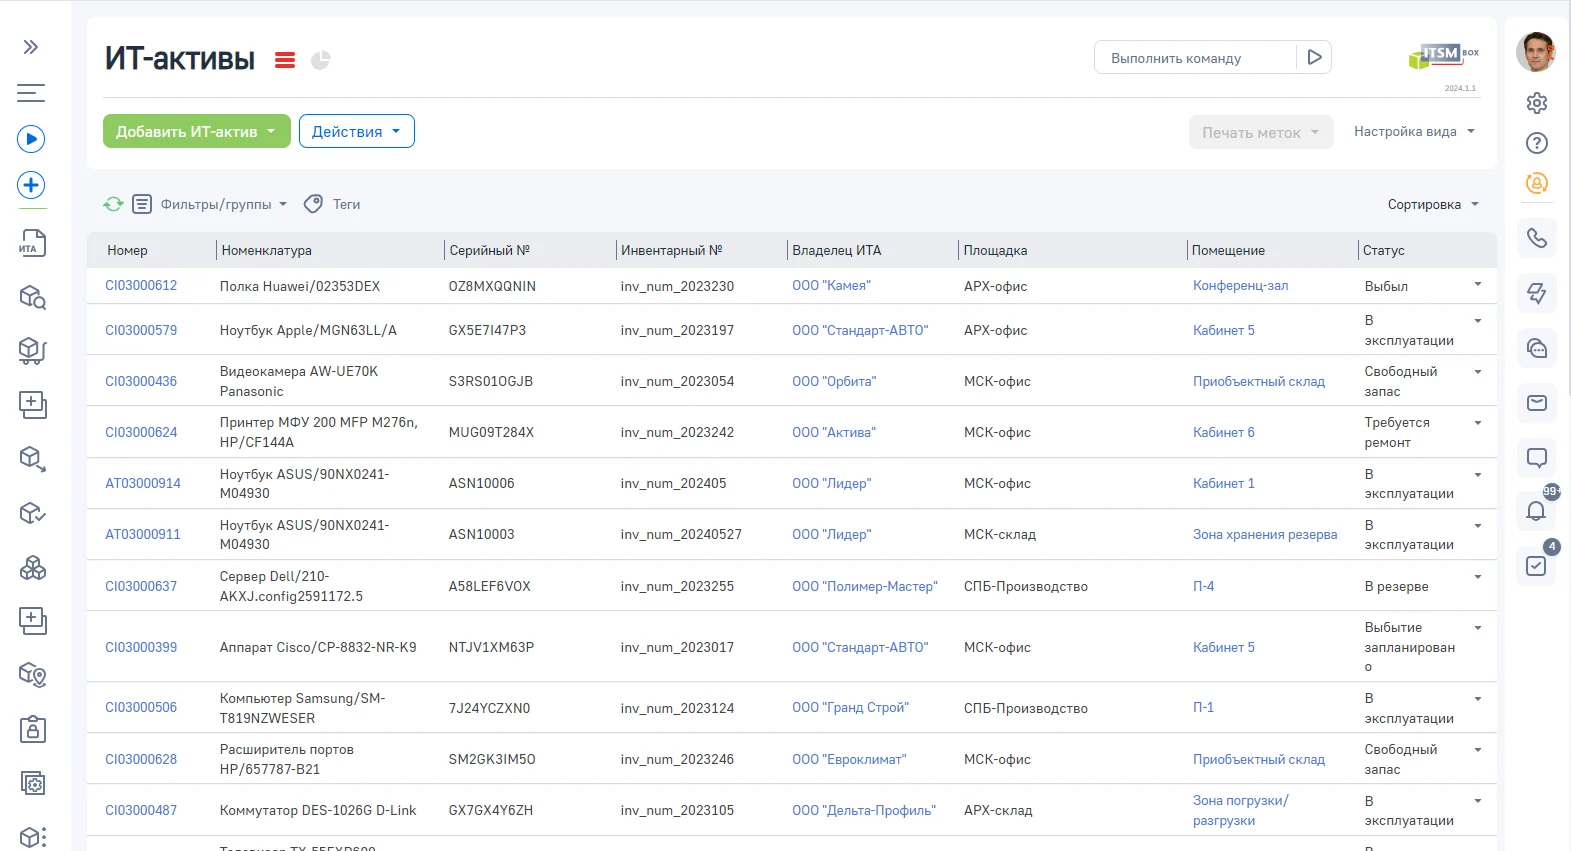 ИТ-активы
Выполнить команду
ITSM BOX
2024.1.1
Добавить ИТ-актив
Действия
Печать меток
Настройка вида
Фильтры/группы
Теги
Сортировка
ИТА
99+
4
Номер Номенклатура Серийный № Инвентарный № Владелец ИТА Площадка Помещение Статус
CI03000612 Полка Huawei/02353DEX OZ8MXQQNIN inv_num_2023230 ООО "Камея" АРХ-офис Конференц-зал Выбыл
CI03000579 Ноутбук Apple/MGN63LL/A GX5E7I47P3 inv_num_2023197 ООО "Стандарт-АВТО" АРХ-офис Кабинет 5 В
эксплуатации
CI03000436 Видеокамера AW-UE70K
Panasonic S3RS01OGJB inv_num_2023054 ООО "Орбита" МСК-офис Приобъектный склад Свободный
запас
CI03000624 Принтер МФУ 200 MFP M276n,
HP/CF144A MUG09T284X inv_num_2023242 ООО "Актива" МСК-офис Кабинет 6 Требуется
ремонт
AT03000914 Ноутбук ASUS/90NX0241-
M04930 ASN10006 inv_num_202405 ООО "Лидер" МСК-офис Кабинет 1 В
эксплуатации
AT03000911 Ноутбук ASUS/90NX0241-
M04930 ASN10003 inv_num_20240527 ООО "Лидер" МСК-склад Зона хранения резерва В
эксплуатации
CI03000637 Сервер Dell/210-
AKXJ.config2591172.5 A58LEF6VOX inv_num_2023255 ООО "Полимер-Мастер" СПБ-Производство П-4 В резерве
CI03000399 Аппарат Cisco/CP-8832-NR-K9 NTJV1XM63P inv_num_2023017 ООО "Стандарт-АВТО" МСК-офис Кабинет 5 Выбытие
запланирован
о
CI03000506 Компьютер Samsung/SM-
T819NZWESER 7J24YCZXN0 inv_num_2023124 ООО "Гранд Строй" СПБ-Производство П-1 В
эксплуатации
CI03000628 Расширитель портов
HP/657787-B21 SM2GK3IM5O inv_num_2023246 ООО "Евроклимат" МСК-офис Приобъектный склад Свободный
запас
CI03000487 Коммутатор DES-1026G D-Link GX7GX4Y6ZH inv_num_2023105 ООО "Дельта-Профиль" АРХ-склад Зона погрузки/
разгрузки В
эксплуатации